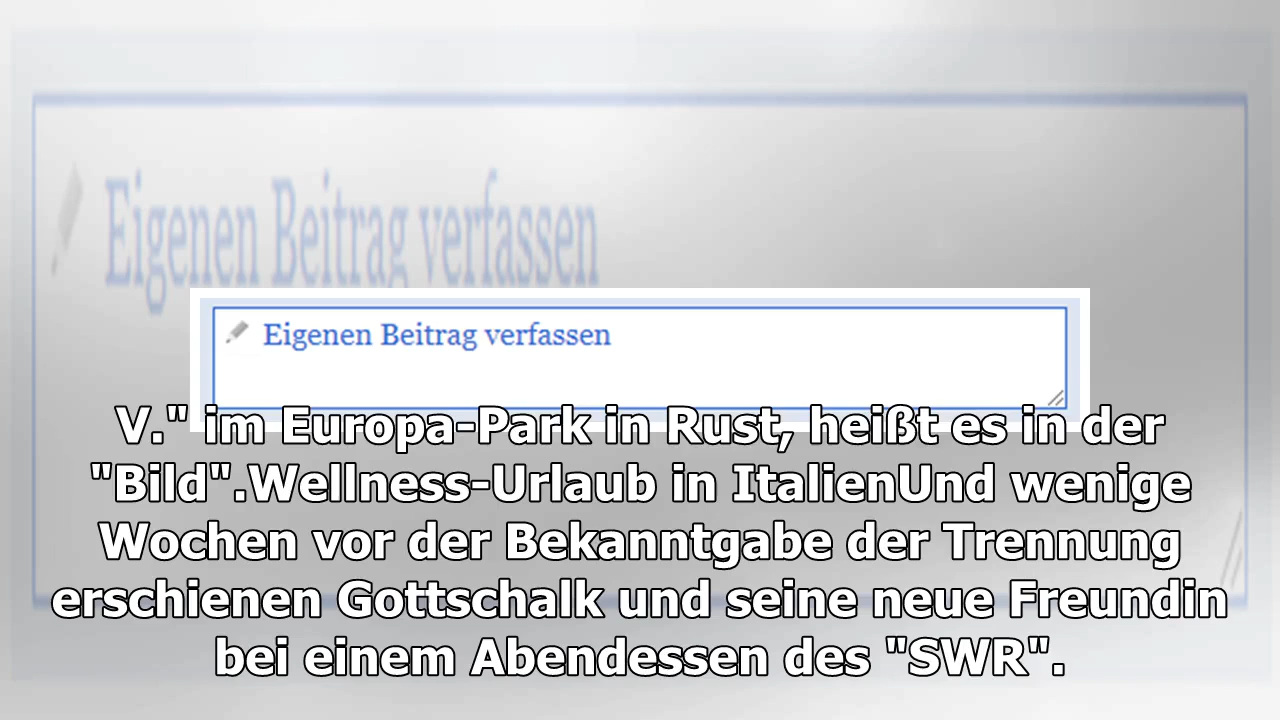 Eigenen Beitrag verfassen
Eigenen Beitrag verfassen
V." im Europa-Park in Rust, heißt es in der
"Bild".Wellness-Urlaub in ItalienUnd wenige
Wochen vor der Bekanntgabe der Trennung
erschienen Gottschalk und seine neue Freundin
bei einem Abendessen des "SWR".